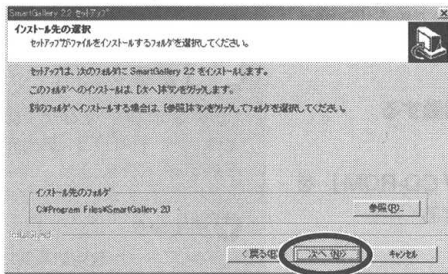 SmartGallery 2.2 セットアップ
インストール先の選択
セットアップがファイルをインストールするフォルダを選択してください。
セットアップは、次のフォルダに SmartGallery 2.2 をインストールします。
このフォルダへのインストールは、[次へ]ボタンをクリックします。
別のフォルダへインストールする場合は、[参照]ボタンをクリックしてフォルダを選択してください。
インストール先のフォルダ
C:¥Program Files¥SmartGallery 20
参照(R)...
InstallShield
< 戻る(B)
次へ(N) >
キャンセル